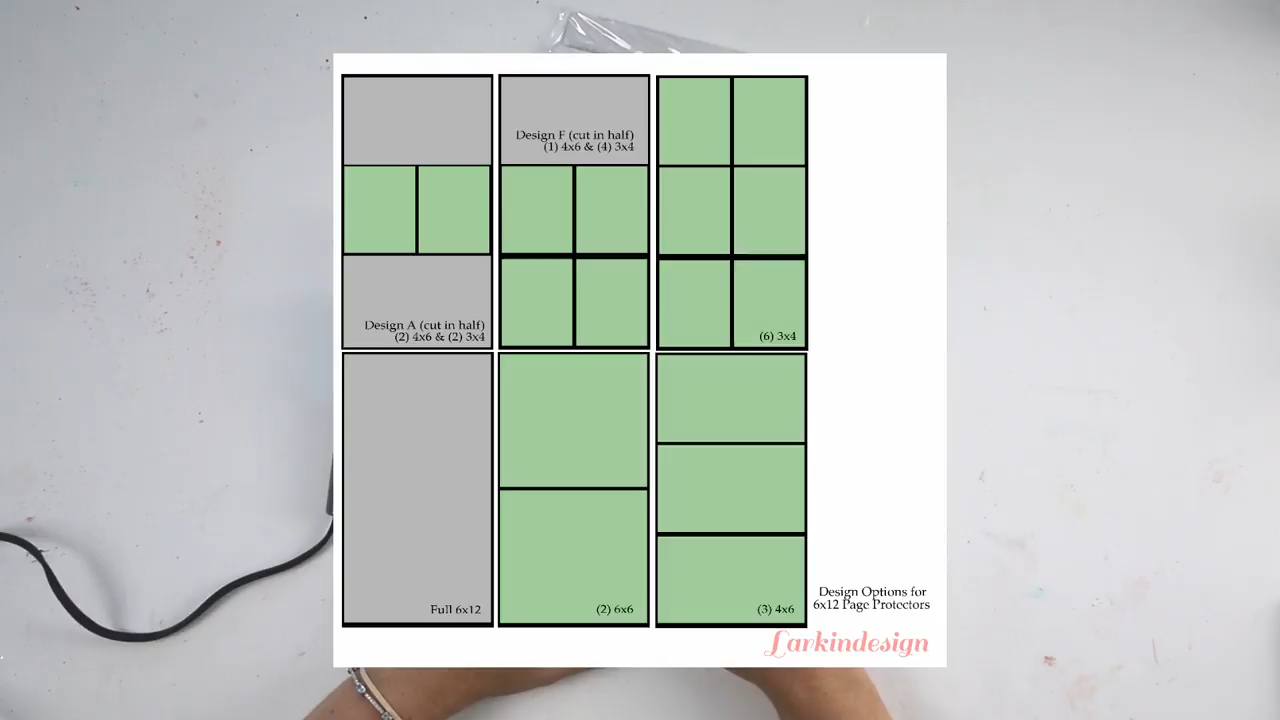 Design F (cut in half)
(1) 4x6 & (4) 3x4
Design A (cut in half)
(2) 4x6 & (2) 3x4
(6) 3x4
Full 6x12
(2) 6x6
(3) 4x6
Design Options for
6x12 Page Protectors
Larkindesign